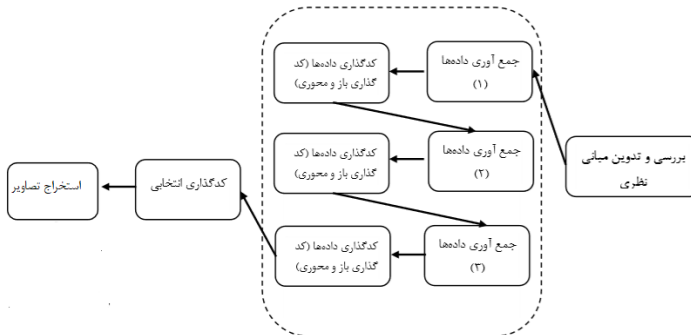 بررسی و تدوین مبانی
نظری
جمع آوری داده‌ها
(۱)
کدگذاری داده‌ها (کد
گذاری باز و محوری)
جمع آوری داده‌ها
(۲)
کدگذاری داده‌ها (کد
گذاری باز و محوری)
جمع آوری داده‌ها
(۳)
کدگذاری داده‌ها (کد
گذاری باز و محوری)
کدگذاری انتخابی
استخراج تصاویر